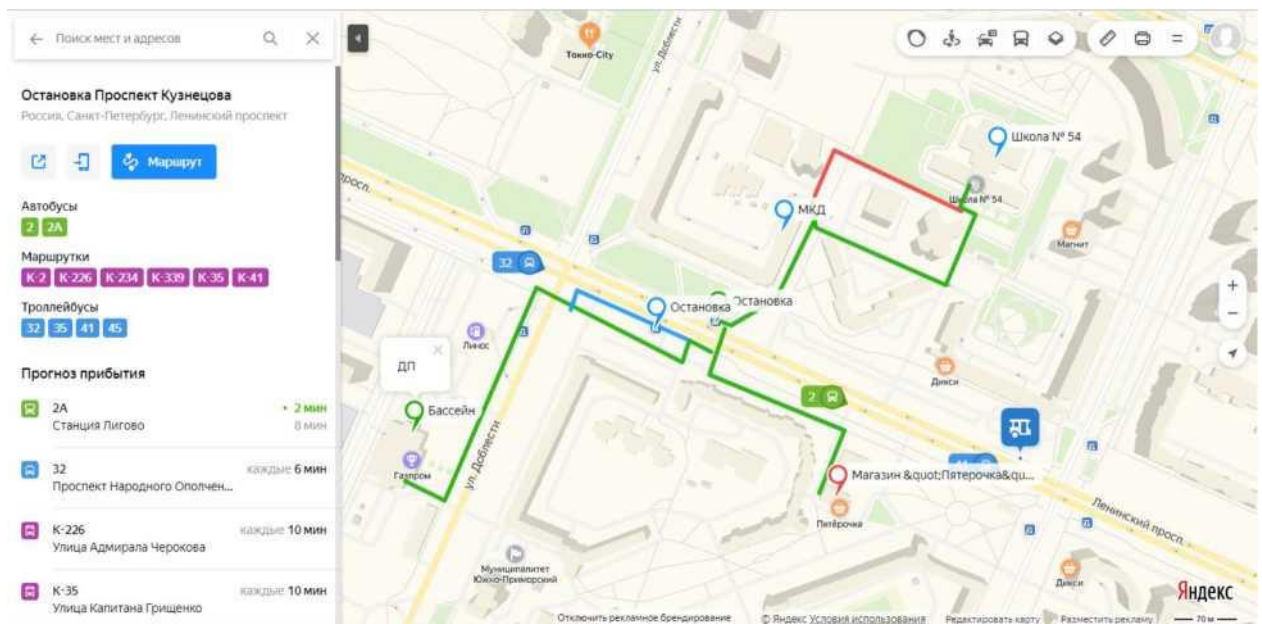 Поиск мест и адресов
Остановка Проспект Кузнецова
Россия, Санкт-Петербург, Ленинский проспект
Маршрут
Автобусы
2 2А
Маршрутки
К-2 К-226 К-234 К-339 К-35 К-41
Троллейбусы
32 35 41 45
Прогноз прибытия
2А
2 мин
Станция Лигово
8 мин
32
каждые 6 мин
Проспект Народного Ополчен...
К-226
каждые 10 мин
Улица Адмирала Черокова
К-35
каждые 10 мин
Улица Капитана Грищенко
Токио-City
ул. Доблести
просп.
Школа № 54
Школа № 54
МКД
Магнит
32
Остановка
Остановка
Линос
ДП
Дикси
2
Бассейн
Газпром
ул. Доблести
Магазин &quot;Пятерочка&qu...
Пятёрочка
Ленинский просп.
Муниципалитет
Южно-Приморский
Дикси
Яндекс
Отключить рекламное брендирование
© Яндекс Условия использования
Редактировать карту
Разместить рекламу
70 м